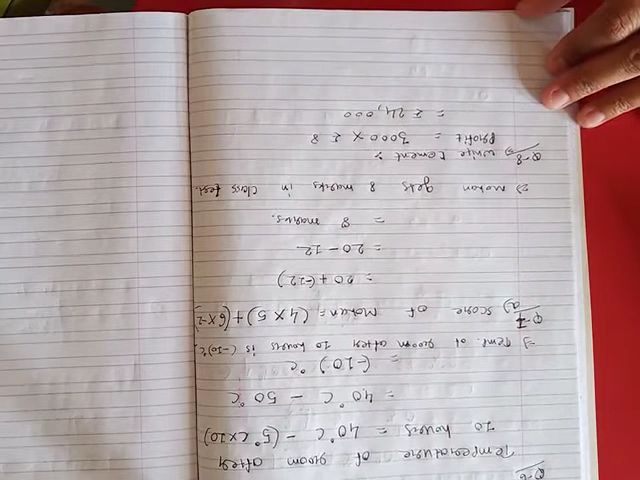 Q-6
Temperature of room after
10 hours = 40°C - (5°C×10)
= 40°C - 50°C
= (-10)°C
⇒ Temt. of room after 10 hours is (-10)°C.
Q-7 a) Score of Mohan = (4×5)+(6×-2)
= 20+(-12)
= 20-12
= 8 marks.
⇒ Mohan gets 8 marks in class test.
Q-8 a) White Cement ⇒
Profit = 3000 × ₹8
= ₹24,000